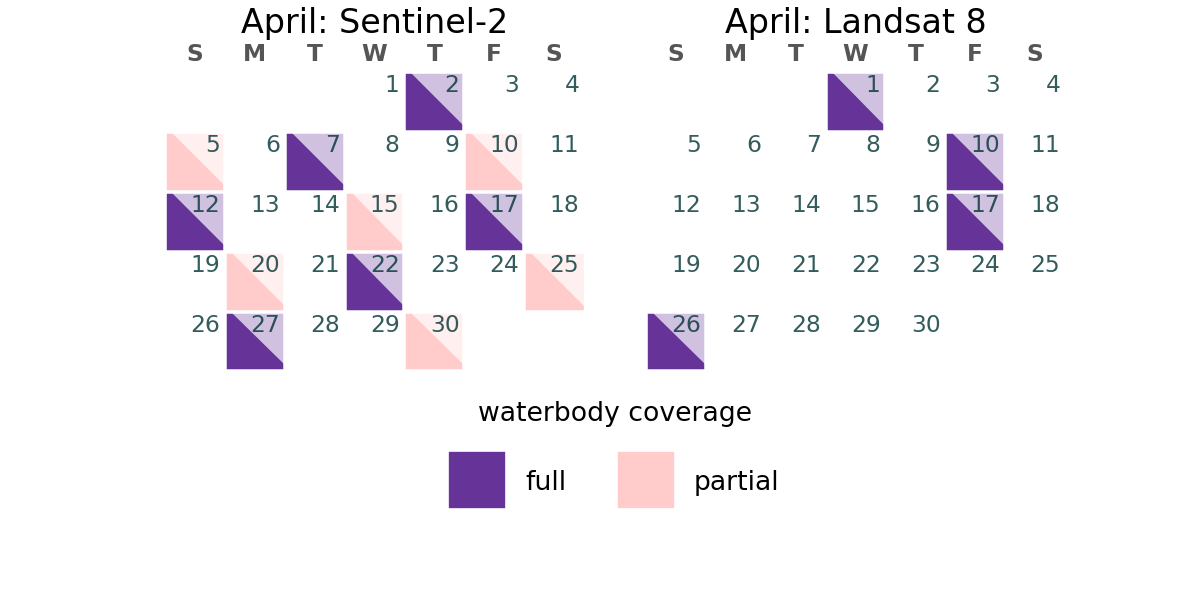 April: Sentinel-2
S M T W T F S
1 2 3 4
5 6 7 8 9 10 11
12 13 14 15 16 17 18
19 20 21 22 23 24 25
26 27 28 29 30
April: Landsat 8
S M T W T F S
1 2 3 4
5 6 7 8 9 10 11
12 13 14 15 16 17 18
19 20 21 22 23 24 25
26 27 28 29 30
waterbody coverage
full partial